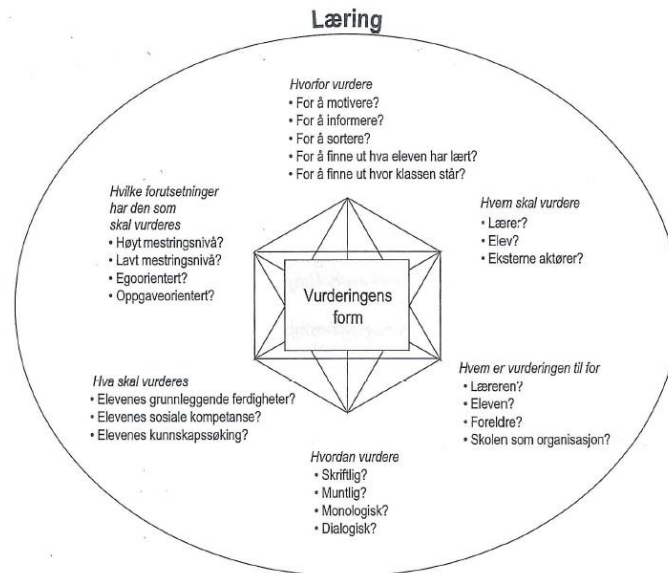 Læring
Hvorfor vurdere
• For å motivere?
• For å informere?
• For å sortere?
• For å finne ut hva eleven har lært?
• For å finne ut hvor klassen står?
Hvilke forutsetninger
har den som
skal vurderes
• Høyt mestringsnivå?
• Lavt mestringsnivå?
• Egoorientert?
• Oppgaveorientert?
Hvem skal vurdere
• Lærer?
• Elev?
• Eksterne aktører?
Vurderingens
form
Hva skal vurderes
• Elevenes grunnleggende ferdigheter?
• Elevenes sosiale kompetanse?
• Elevenes kunnskapssøking?
Hvem er vurderingen til for
• Læreren?
• Eleven?
• Foreldre?
• Skolen som organisasjon?
Hvordan vurdere
• Skriftlig?
• Muntlig?
• Monologisk?
• Dialogisk?